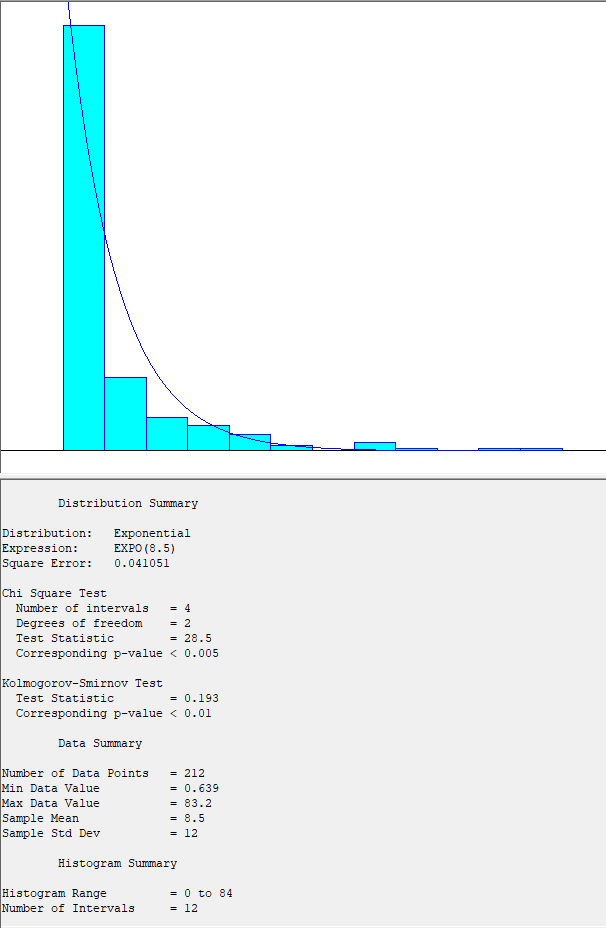 Distribution Summary
Distribution:   Exponential
Expression:     EXPO(8.5)
Square Error:   0.041051
Chi Square Test
  Number of intervals   = 4
  Degrees of freedom    = 2
  Test Statistic        = 28.5
  Corresponding p-value < 0.005
Kolmogorov-Smirnov Test
  Test Statistic        = 0.193
  Corresponding p-value < 0.01
Data Summary
Number of Data Points   = 212
Min Data Value          = 0.639
Max Data Value          = 83.2
Sample Mean             = 8.5
Sample Std Dev          = 12
Histogram Summary
Histogram Range         = 0 to 84
Number of Intervals     = 12